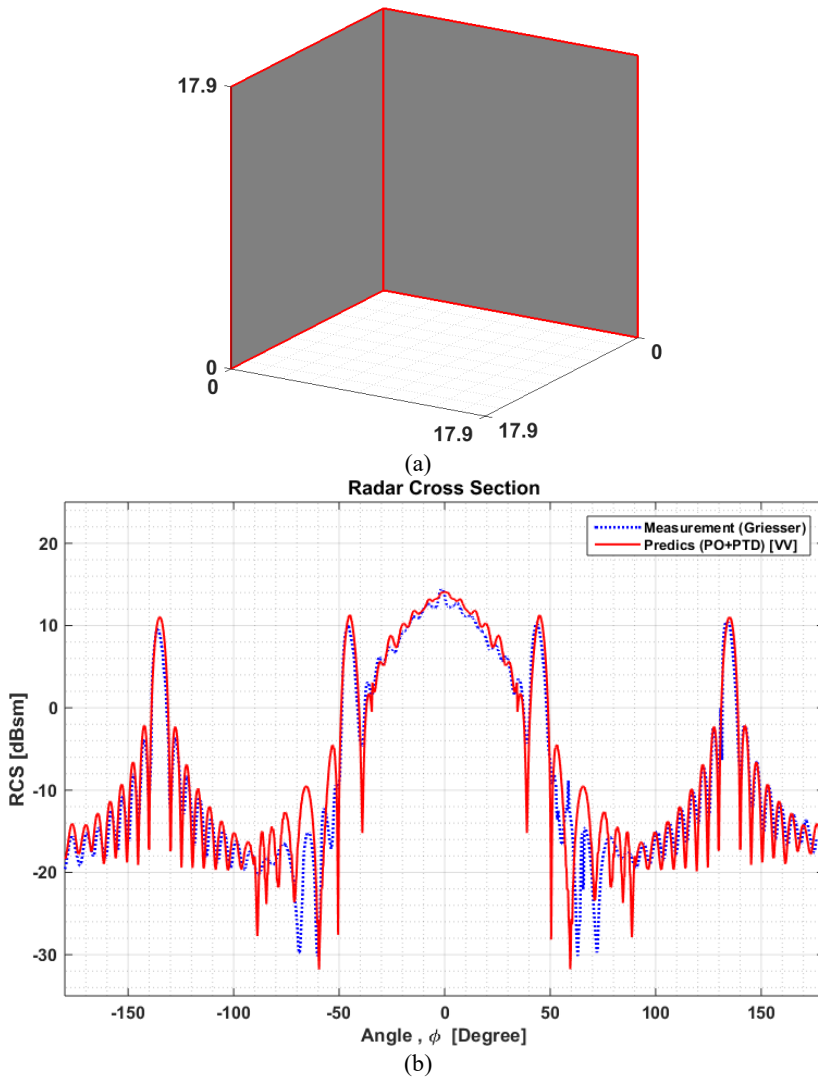 17.9
0
0
0
17.9
17.9
(a)
Radar Cross Section
Measurement (Griesser)
Predics (PO+PTD) [VV]
20
10
0
-10
-20
-30
RCS [dBsm]
-150
-100
-50
0
50
100
150
Angle , ϕ [Degree]
(b)